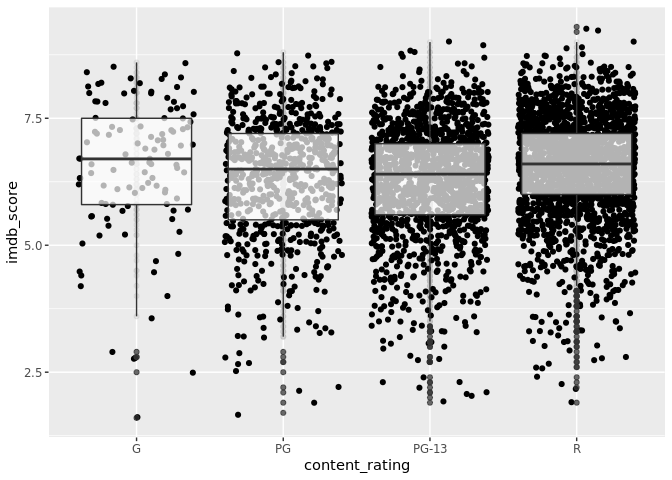 imdb_score
7.5
5.0
2.5
G PG PG-13 R
content_rating